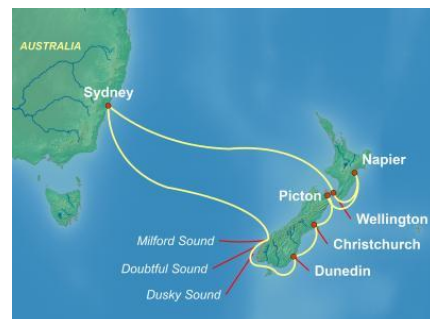 AUSTRALIA
Sydney
Napier
Picton
Wellington
Milford Sound
Christchurch
Doubtful Sound
Dunedin
Dusky Sound